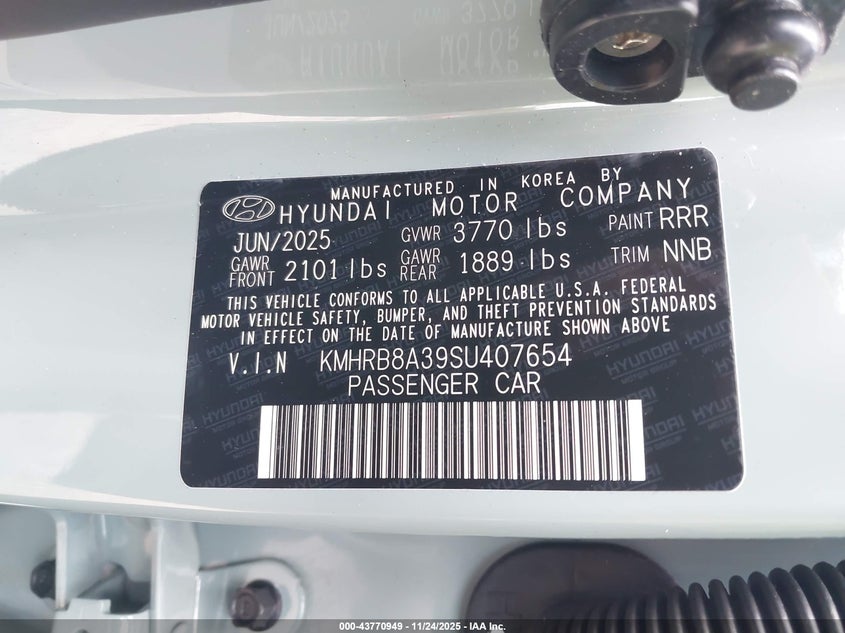 MANUFACTURED IN KOREA BY
HYUNDAI MOTOR COMPANY
JUN/2025 GVWR 3770 lbs PAINT RRR
GAWR FRONT 2101 lbs GAWR REAR 1889 lbs TRIM NNB
THIS VEHICLE CONFORMS TO ALL APPLICABLE U.S.A. FEDERAL
MOTOR VEHICLE SAFETY, BUMPER, AND THEFT PREVENTION STANDARDS
IN EFFECT ON THE DATE OF MANUFACTURE SHOWN ABOVE
V.I.N KMHRB8A39SU407654
PASSENGER CAR
000-43770949 - 11/24/2025 - IAA Inc.